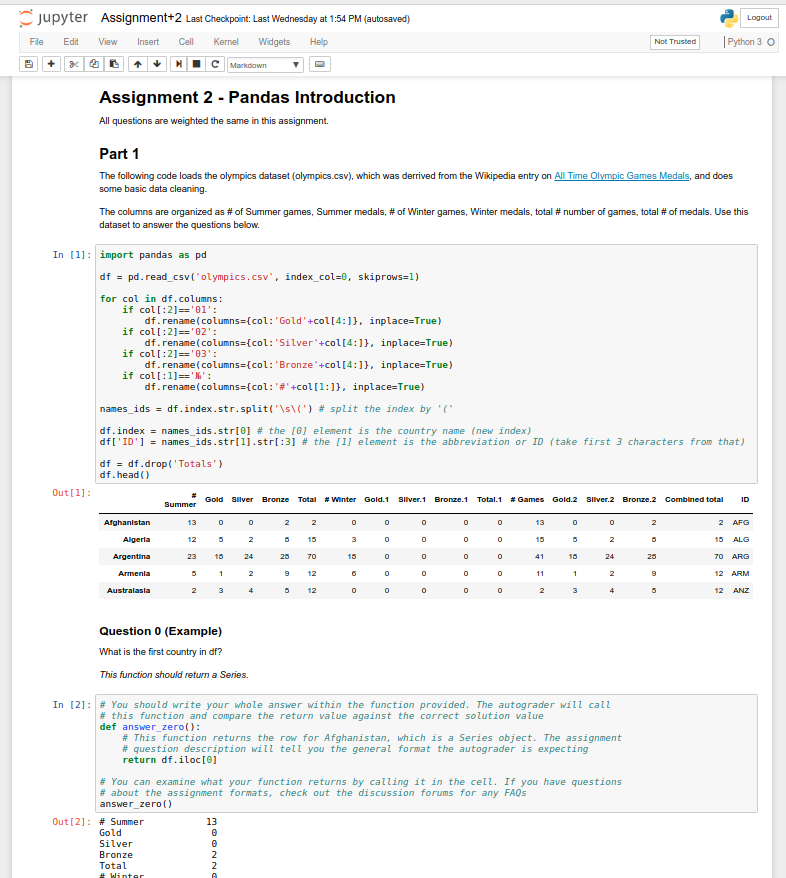 jupyter Assignment+2 Last Checkpoint: Last Wednesday at 1:54 PM (autosaved)
Logout
File Edit View Insert Cell Kernel Widgets Help
Not Trusted
Python 3
Markdown
Assignment 2 - Pandas Introduction
All questions are weighted the same in this assignment.
Part 1
The following code loads the olympics dataset (olympics.csv), which was derrived from the Wikipedia entry on All Time Olympic Games Medals, and does
some basic data cleaning.
The columns are organized as # of Summer games, Summer medals, # of Winter games, Winter medals, total # number of games, total # of medals. Use this
dataset to answer the questions below.
In [1]:
import pandas as pd
df = pd.read_csv('olympics.csv', index_col=0, skiprows=1)
for col in df.columns:
    if col[:2]=='01':
        df.rename(columns={col:'Gold'+col[4:]}, inplace=True)
    if col[:2]=='02':
        df.rename(columns={col:'Silver'+col[4:]}, inplace=True)
    if col[:2]=='03':
        df.rename(columns={col:'Bronze'+col[4:]}, inplace=True)
    if col[:1]=='№':
        df.rename(columns={col:'#'+col[1:]}, inplace=True)
names_ids = df.index.str.split('\s\(') # split the index by '('
df.index = names_ids.str[0] # the [0] element is the country name (new index)
df['ID'] = names_ids.str[1].str[:3] # the [1] element is the abbreviation or ID (take first 3 characters from that)
df = df.drop('Totals')
df.head()
Out[1]:
# Summer Gold Silver Bronze Total # Winter Gold.1 Silver.1 Bronze.1 Total.1 # Games Gold.2 Silver.2 Bronze.2 Combined total ID
Afghanistan 13 0 0 2 2 0 0 0 0 0 13 0 0 2 2 AFG
Algeria 12 5 2 8 15 3 0 0 0 0 15 5 2 8 15 ALG
Argentina 23 18 24 28 70 18 0 0 0 0 41 18 24 28 70 ARG
Armenia 5 1 2 9 12 6 0 0 0 0 11 1 2 9 12 ARM
Australasia 2 3 4 5 12 0 0 0 0 0 2 3 4 5 12 ANZ
Question 0 (Example)
What is the first country in df?
This function should return a Series.
In [2]:
# You should write your whole answer within the function provided. The autograder will call
# this function and compare the return value against the correct solution value
def answer_zero():
    # This function returns the row for Afghanistan, which is a Series object. The assignment
    # question description will tell you the general format the autograder is expecting
    return df.iloc[0]
# You can examine what your function returns by calling it in the cell. If you have questions
# about the assignment formats, check out the discussion forums for any FAQs
answer_zero()
Out[2]:
# Summer 13
Gold 0
Silver 0
Bronze 2
Total 2
# Winter 0